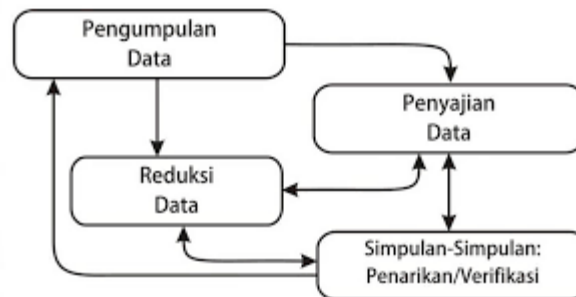 Pengumpulan
Data
Penyajian
Data
Reduksi
Data
Simpulan-Simpulan:
Penarikan/Verifikasi